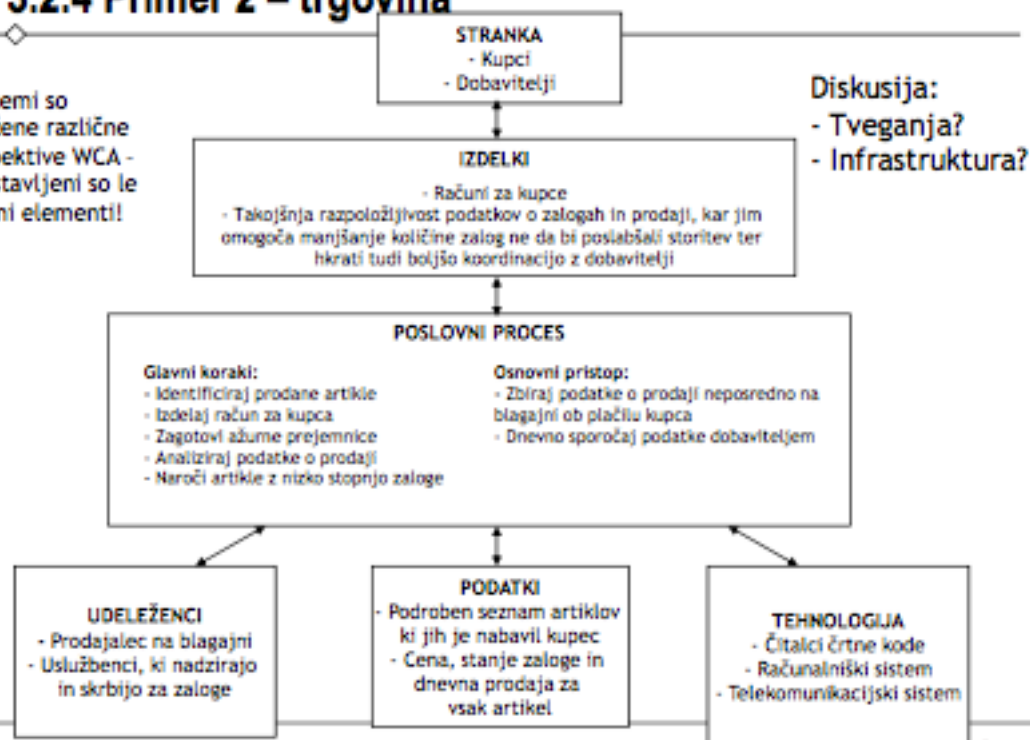 5.2.4 Primer 2 – trgovina
STRANKA
- Kupci
- Dobavitelji
emi so
ene različne
ektive WCA -
stavljeni so le
ni elementi!
Diskusija:
- Tveganja?
- Infrastruktura?
IZDELKI
- Računi za kupce
- Takojšnja razpoložljivost podatkov o zalogah in prodaji, kar jim
omogoča manjšanje količine zalog ne da bi poslabšali storitev ter
hkrati tudi boljšo koordinacijo z dobavitelji
POSLOVNI PROCES
Glavni koraki:
- Identificiraj prodane artikle
- Izdelaj račun za kupca
- Zagotovi ažurne prejemnice
- Analiziraj podatke o prodaji
- Naroči artikle z nizko stopnjo zaloge
Osnovni pristop:
- Zbiraj podatke o prodaji neposredno na
blagajni ob plačilu kupca
- Dnevno sporočaj podatke dobaviteljem
UDELEŽENCI
- Prodajalec na blagajni
- Uslužbenci, ki nadzirajo
in skrbijo za zaloge
PODATKI
- Podroben seznam artiklov
ki jih je nabavil kupec
- Cena, stanje zaloge in
dnevna prodaja za
vsak artikel
TEHNOLOGIJA
- Čitalci črtne kode
- Računalniški sistem
- Telekomunikacijski sistem